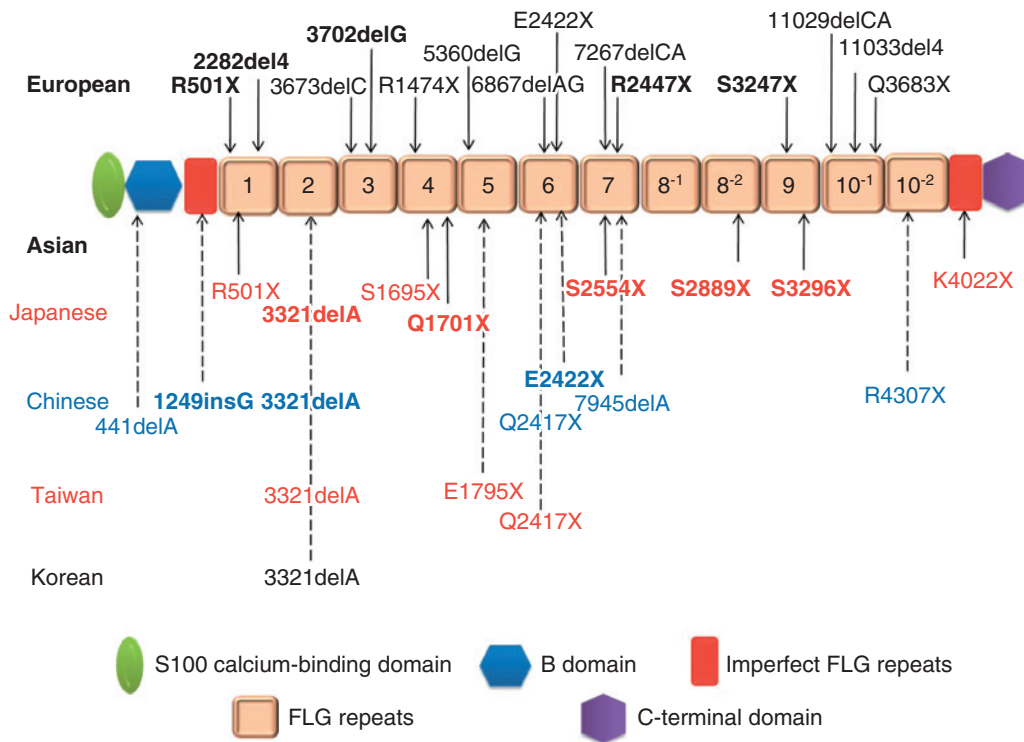 E2422X
11029delCA
3702delG
5360delG
7267delCA
11033del4
2282del4
European
R501X
3673delC
R1474X
6867delAG
R2447X
S3247X
Q3683X
1
2
3
4
5
6
7
8-1
8-2
9
10-1
10-2
Asian
R501X
S1695X
S2554X
S2889X
S3296X
K4022X
Japanese
3321delA
Q1701X
E2422X
Chinese
1249insG
3321delA
7945delA
R4307X
441delA
Q2417X
Taiwan
3321delA
E1795X
Q2417X
Korean
3321delA
S100 calcium-binding domain
B domain
Imperfect FLG repeats
FLG repeats
C-terminal domain